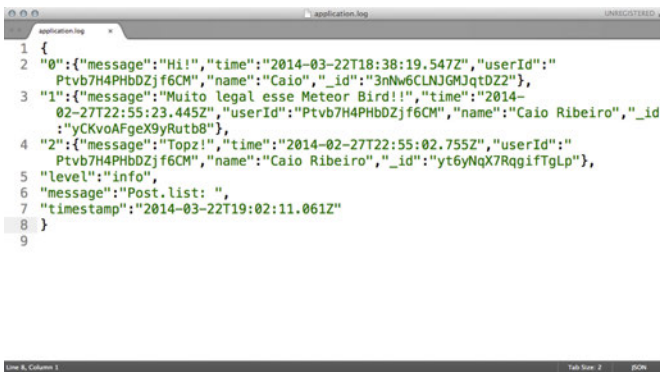 application.log
UNREGISTERED
application.log ×
1 {
2 "0":{"message":"Hi!","time":"2014-03-22T18:38:19.547Z","userId":"
Ptvb7H4PHbDZjf6CM","name":"Caio","_id":"3nNw6CLNJGMJqtDZ2"},
3 "1":{"message":"Muito legal esse Meteor Bird!!","time":"2014-
02-27T22:55:23.445Z","userId":"Ptvb7H4PHbDZjf6CM","name":"Caio Ribeiro","_id
:"yCKvoAFgeX9yRutb8"},
4 "2":{"message":"Topz!","time":"2014-02-27T22:55:02.755Z","userId":"
Ptvb7H4PHbDZjf6CM","name":"Caio Ribeiro","_id":"yt6yNqX7RqgifTgLp"},
5 "level":"info",
6 "message":"Post.list: ",
7 "timestamp":"2014-03-22T19:02:11.061Z"
8 }
9
Line 8, Column 1
Tab Size: 2
JSON